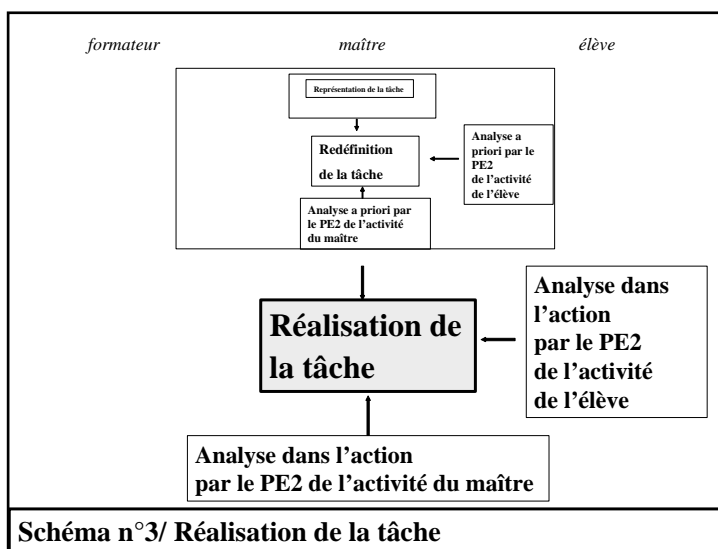 formateur maître élève
Représentation de la tâche
Redéfinition
de la tâche
Analyse a
priori par le
PE2
de l'activité
de l'élève
Analyse a priori par
le PE2 de l'activité
du maître
Réalisation de
la tâche
Analyse dans
l'action
par le PE2
de l'activité
de l'élève
Analyse dans l'action
par le PE2 de l'activité du maître
Schéma n°3/ Réalisation de la tâche